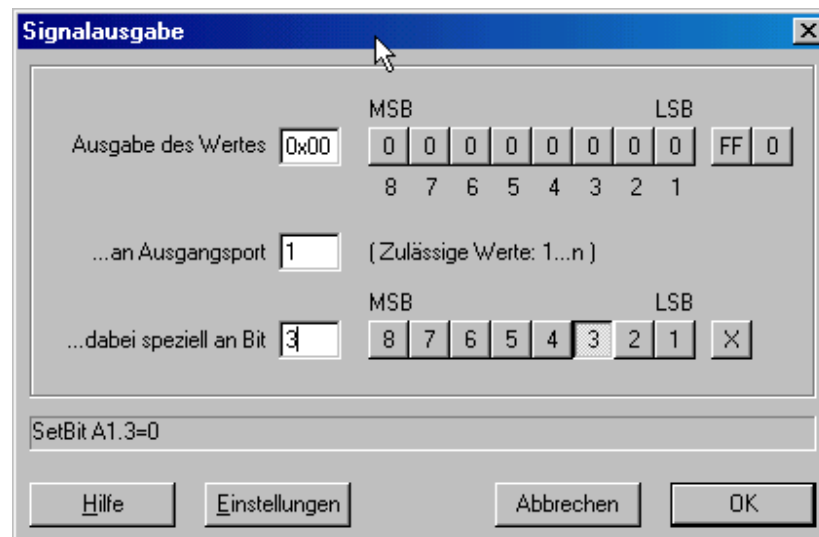 Signalausgabe
MSB LSB
Ausgabe des Wertes 0x00 0 0 0 0 0 0 0 0 FF 0
8 7 6 5 4 3 2 1
...an Ausgangsport 1 (Zulässige Werte: 1...n)
MSB LSB
...dabei speziell an Bit 3 8 7 6 5 4 3 2 1 X
SetBit A1.3=0
Hilfe Einstellungen Abbrechen OK